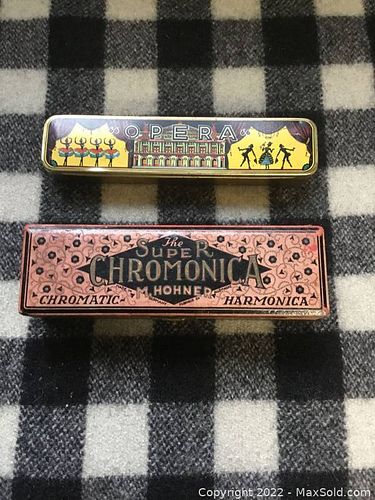 OPERA
The
SUPER
CHROMONICA
M. HOHNER
CHROMATIC- HARMONICA
Copyright 2022 - MaxSold.com